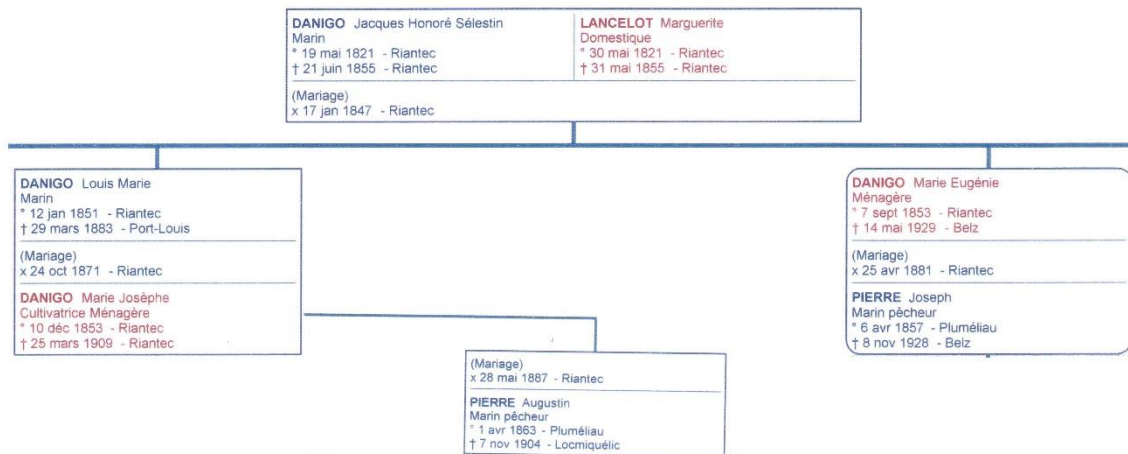 DANIGO Jacques Honoré Sélestin
Marin
° 19 mai 1821 - Riantec
† 21 juin 1855 - Riantec
LANCELOT Marguerite
Domestique
° 30 mai 1821 - Riantec
† 31 mai 1855 - Riantec
(Mariage)
x 17 jan 1847 - Riantec
DANIGO Louis Marie
Marin
° 12 jan 1851 - Riantec
† 29 mars 1883 - Port-Louis
(Mariage)
x 24 oct 1871 - Riantec
DANIGO Marie Josèphe
Cultivatrice Ménagère
° 10 déc 1853 - Riantec
† 25 mars 1909 - Riantec
(Mariage)
x 28 mai 1887 - Riantec
PIERRE Augustin
Marin pêcheur
° 1 avr 1863 - Pluméliau
† 7 nov 1904 - Locmiquélic
DANIGO Marie Eugénie
Ménagère
° 7 sept 1853 - Riantec
† 14 mai 1929 - Belz
(Mariage)
x 25 avr 1881 - Riantec
PIERRE Joseph
Marin pêcheur
° 6 avr 1857 - Pluméliau
† 8 nov 1928 - Belz